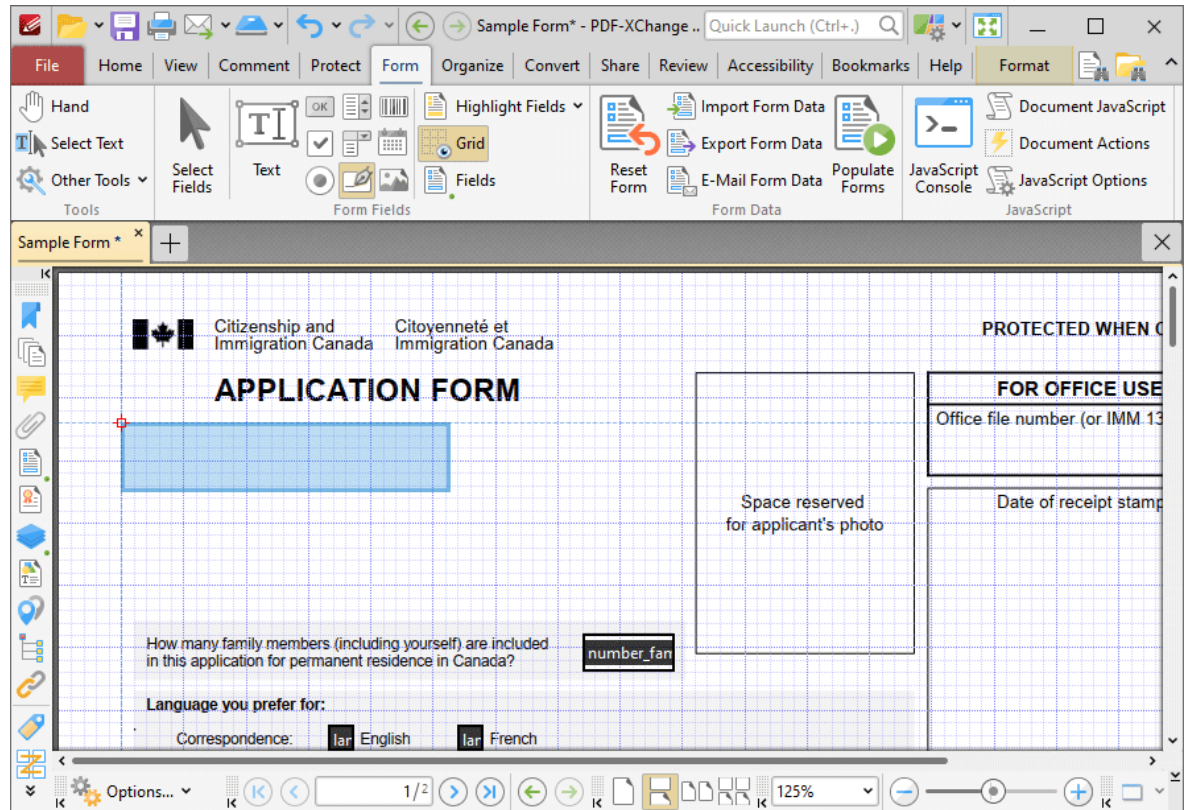 Sample Form* - PDF-XChange .. Quick Launch (Ctrl+.)
File Home View Comment Protect Form Organize Convert Share Review Accessibility Bookmarks Help Format
Hand
Select Text
Other Tools
Tools
Select Fields
Text
OK
Highlight Fields
Grid
Fields
Form Fields
Reset Form
Import Form Data
Export Form Data
E-Mail Form Data
Populate Forms
Form Data
JavaScript Console
Document JavaScript
Document Actions
JavaScript Options
JavaScript
Sample Form *
Citizenship and Citoyenneté et
Immigration Canada Immigration Canada
PROTECTED WHEN
APPLICATION FORM
FOR OFFICE USE
Office file number (or IMM 13
Space reserved
for applicant's photo
Date of receipt stamp
How many family members (including yourself) are included
in this application for permanent residence in Canada?
number_fam
Language you prefer for:
Correspondence: lar English lar French
Options... 1/2 125%